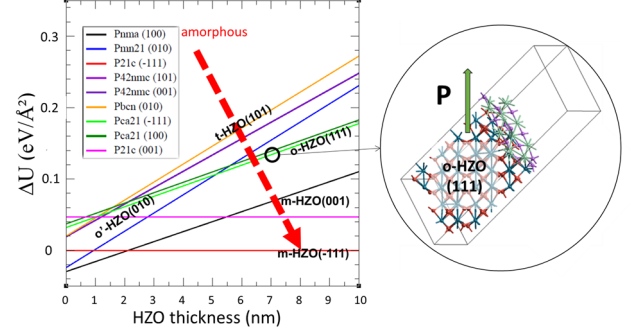 0.3
0.2
0.1
0
ΔU (eV/Å²)
Pnma (100)
Pmn21 (010)
P21c (-111)
P42nmc (101)
P42nmc (001)
Pbcn (010)
Pca21 (-111)
Pca21 (100)
P21c (001)
amorphous
t-HZO(101)
o-HZO(111)
o'-HZO(010)
m-HZO(001)
m-HZO(-111)
0 1 2 3 4 5 6 7 8 9 10
HZO thickness (nm)
P
o-HZO
(111)